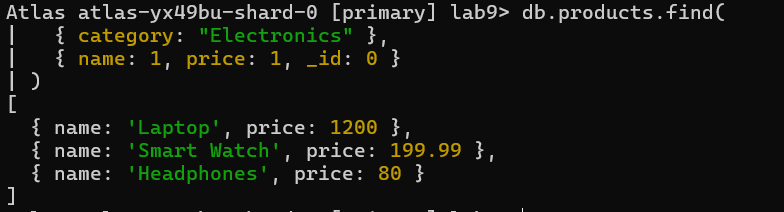 Atlas atlas-yx49bu-shard-0 [primary] lab9> db.products.find(
|   { category: "Electronics" },
|   { name: 1, price: 1, _id: 0 }
| )
[
  { name: 'Laptop', price: 1200 },
  { name: 'Smart Watch', price: 199.99 },
  { name: 'Headphones', price: 80 }
]